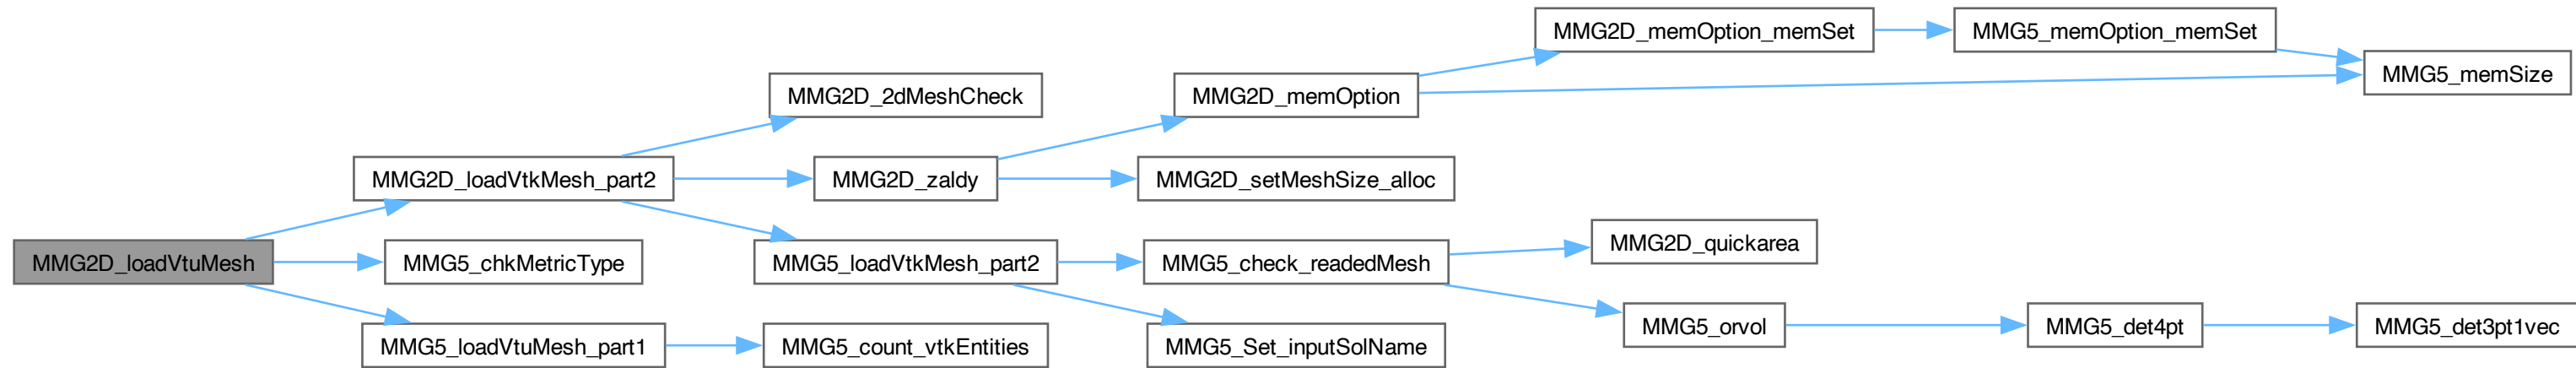 MMG2D_loadVtuMesh
MMG2D_loadVtkMesh_part2
MMG5_chkMetricType
MMG5_loadVtuMesh_part1
MMG2D_2dMeshCheck
MMG2D_zaldy
MMG5_loadVtkMesh_part2
MMG5_count_vtkEntities
MMG2D_memOption
MMG2D_setMeshSize_alloc
MMG5_check_readedMesh
MMG5_Set_inputSolName
MMG2D_memOption_memSet
MMG2D_quickarea
MMG5_orvol
MMG5_memOption_memSet
MMG5_det4pt
MMG5_memSize
MMG5_det3pt1vec